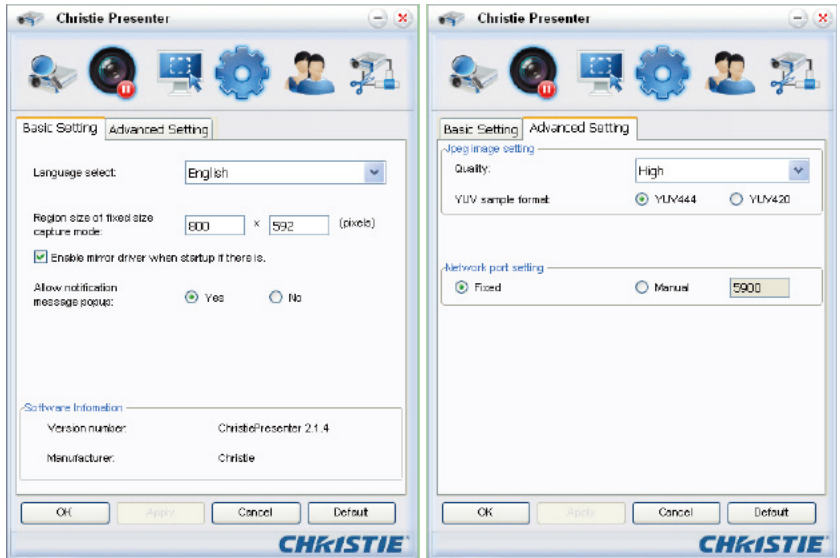 Christie Presenter
Basic Setting
Advanced Setting
Language select:
English
Region size of fixed size
capture mode:
800
x
592
(pixels)
Enable mirror driver when startup if there is.
Allow notification
message popup:
Yes
No
Software Infomation
Version number:
ChristiePresenter 2.1.4
Manufacturer:
Christie
OK
Apply
Cancel
Default
CHRISTIE
Christie Presenter
Basic Setting
Advanced Setting
Jpeg image setting
Quality:
High
YUV sample format:
YUV444
YUV420
Network port setting
Fixed
Manual
5900
OK
Apply
Cancel
Default
CHRISTIE